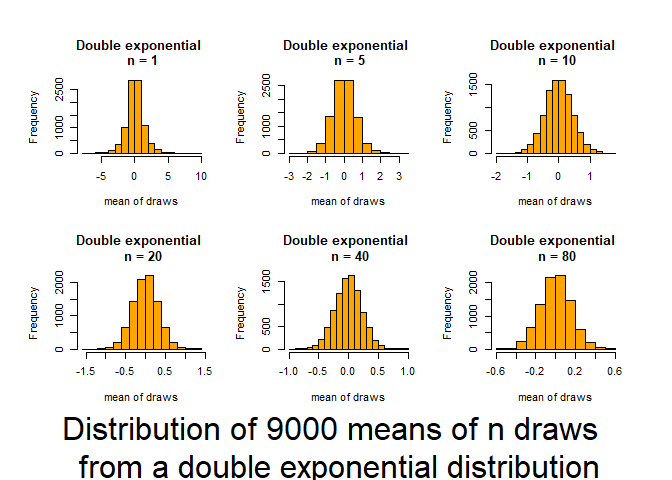 Double exponential
n = 1
Frequency
0 1000 2500
-5 0 5 10
mean of draws
Double exponential
n = 5
Frequency
0 1000 2500
-3 -2 -1 0 1 2 3
mean of draws
Double exponential
n = 10
Frequency
0 500 1500
-2 -1 0 1
mean of draws
Double exponential
n = 20
Frequency
0 1000 2000
-1.5 -0.5 0.5 1.5
mean of draws
Double exponential
n = 40
Frequency
0 500 1500
-1.0 -0.5 0.0 0.5 1.0
mean of draws
Double exponential
n = 80
Frequency
0 1000 2000
-0.6 -0.2 0.2 0.6
mean of draws
Distribution of 9000 means of n draws
from a double exponential distribution